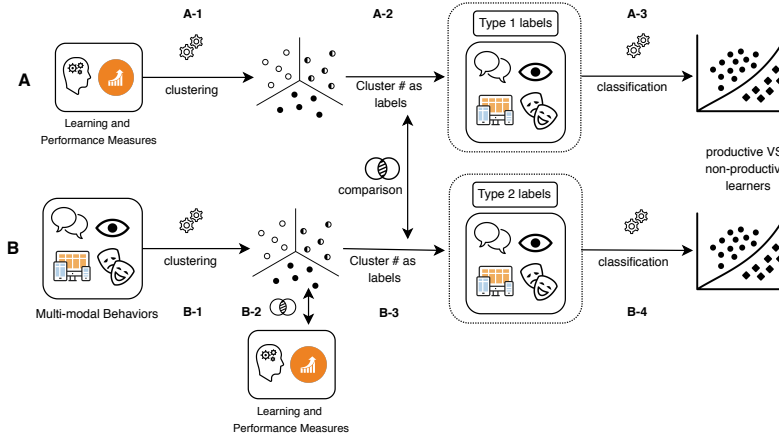 A-1
A-2
A-3
Type 1 labels
A
clustering
Cluster # as
labels
classification
Learning and
Performance Measures
productive VS
non-productive
learners
comparison
Type 2 labels
B
clustering
Cluster # as
labels
classification
Multi-modal Behaviors
B-1
B-2
B-3
B-4
Learning and
Performance Measures